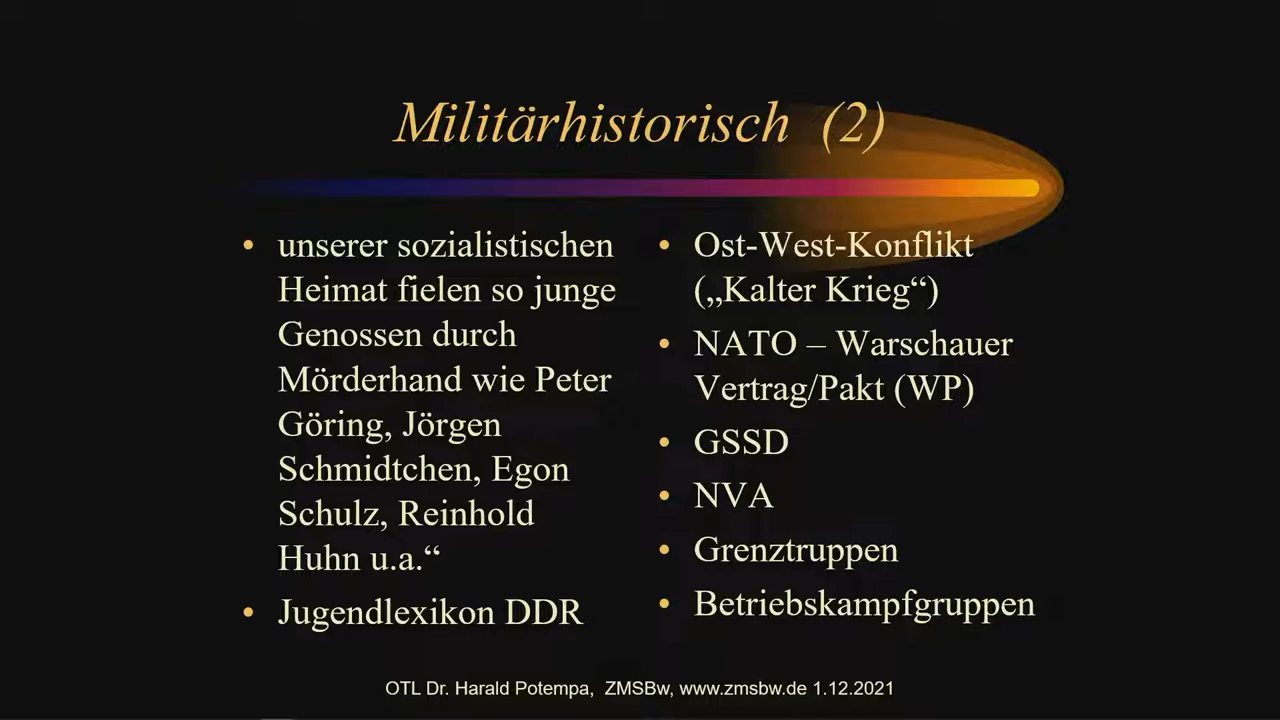 Militärhistorisch (2)
unserer sozialistischen
Heimat fielen so junge
Genossen durch
Mörderhand wie Peter
Göring, Jörgen
Schmidtchen, Egon
Schulz, Reinhold
Huhn u.a.“
Jugendlexikon DDR
Ost-West-Konflikt
(„Kalter Krieg“)
NATO – Warschauer
Vertrag/Pakt (WP)
GSSD
NVA
Grenztruppen
Betriebskampfgruppen
OTL Dr. Harald Potempa, ZMSBw, www.zmsbw.de 1.12.2021